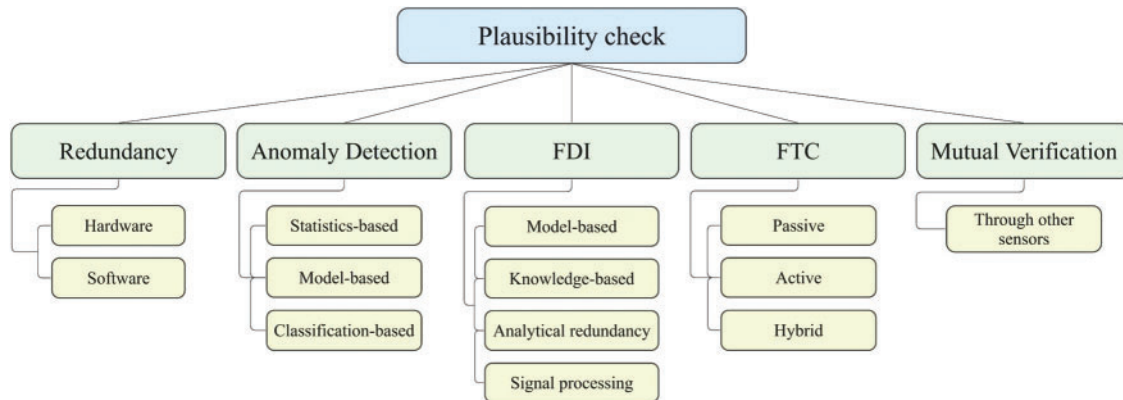 Plausibility check
Redundancy
Hardware
Software
Anomaly Detection
Statistics-based
Model-based
Classification-based
FDI
Model-based
Knowledge-based
Analytical redundancy
Signal processing
FTC
Passive
Active
Hybrid
Mutual Verification
Through other
sensors